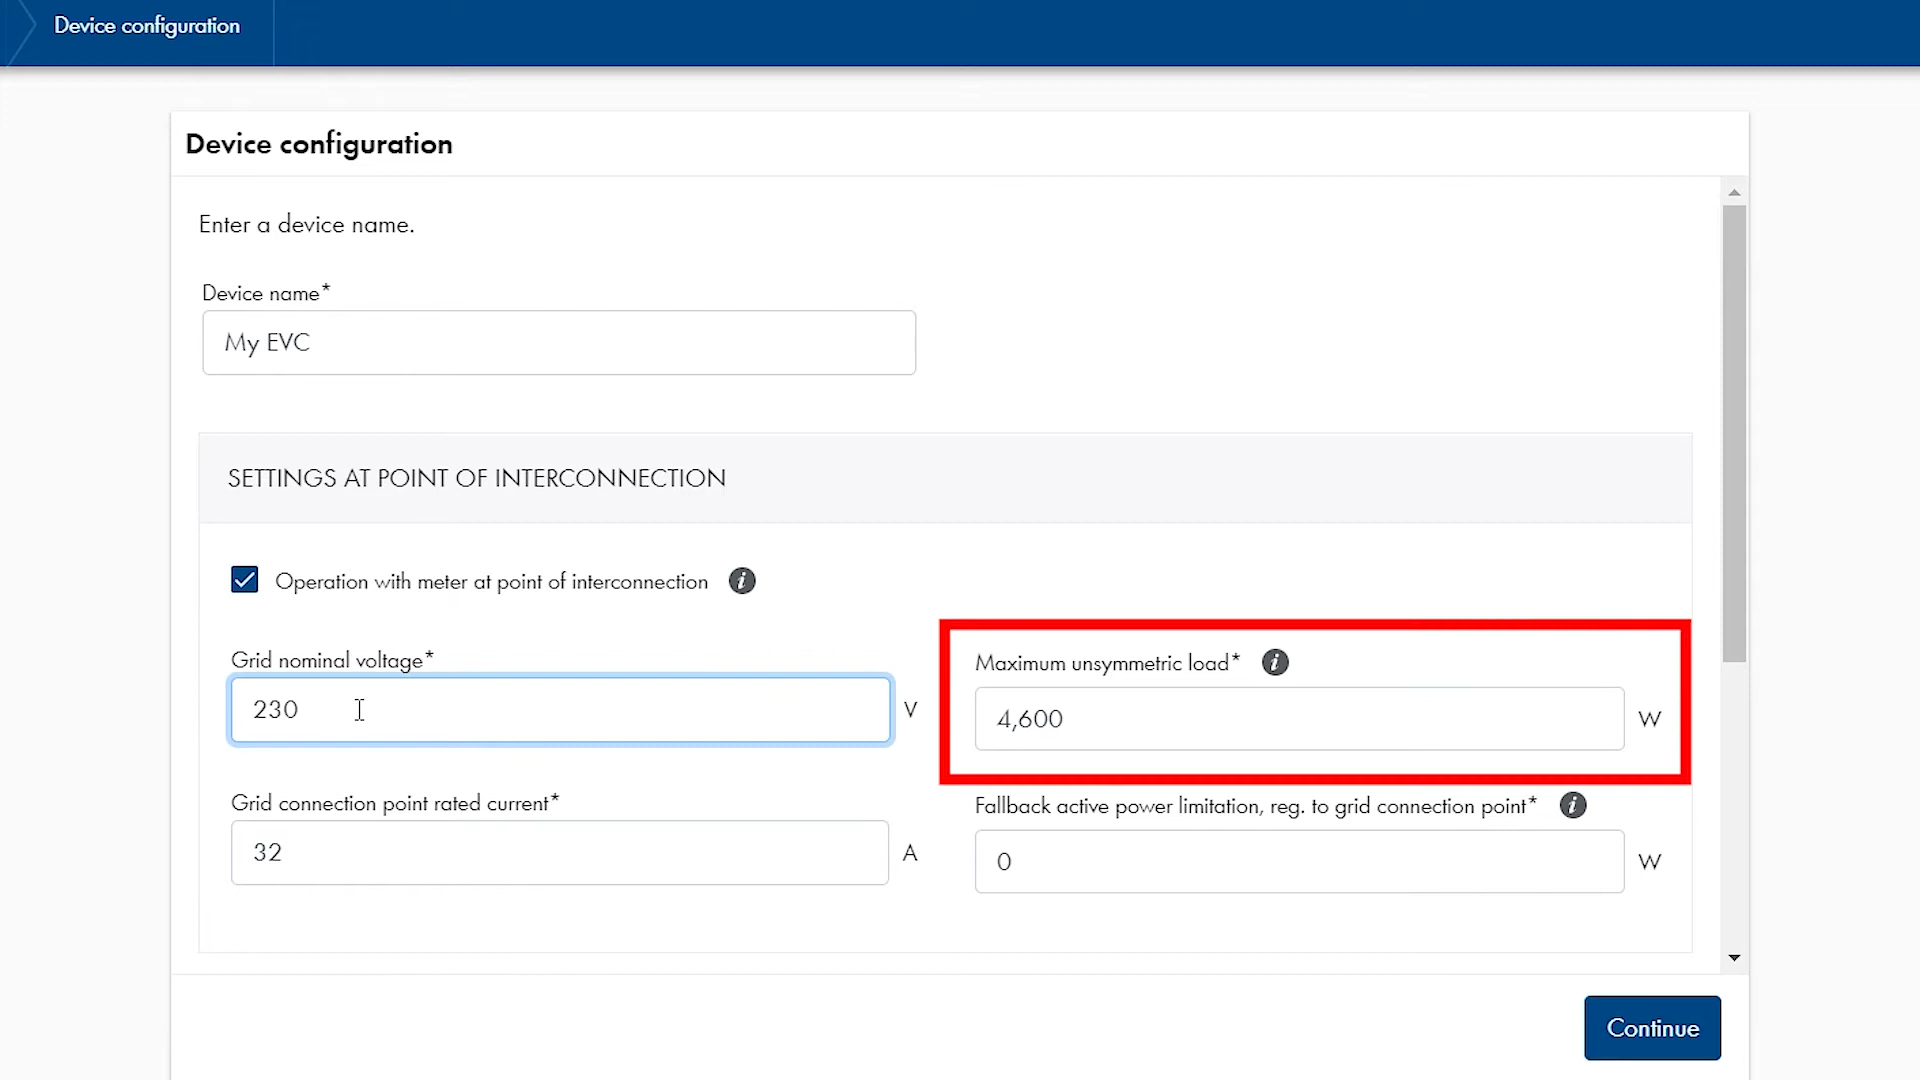 Device configuration
Device configuration
Enter a device name.
Device name*
My EVC
SETTINGS AT POINT OF INTERCONNECTION
Operation with meter at point of interconnection
Grid nominal voltage*
230
V
Maximum unsymmetric load*
4,600
W
Grid connection point rated current*
32
A
Fallback active power limitation, reg. to grid connection point*
0
W
Continue